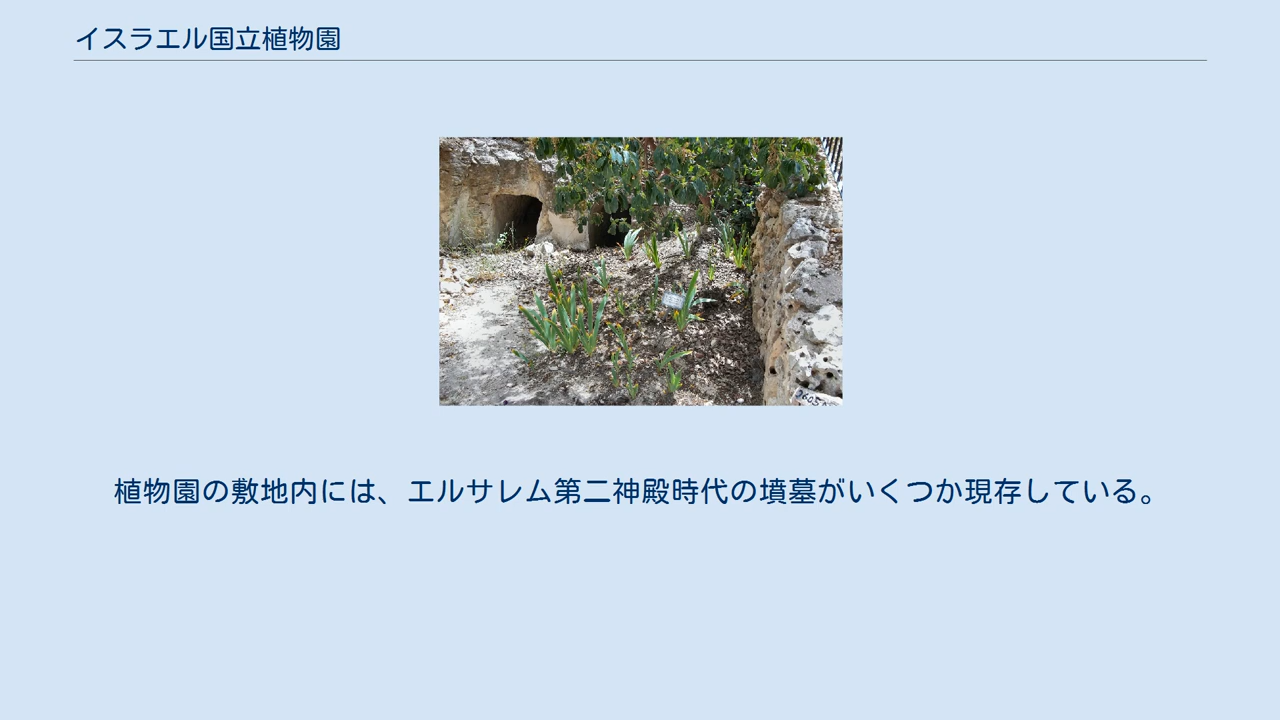 イスラエル国立植物園
植物園の敷地内には、エルサレム第二神殿時代の墳墓がいくつか現存している。